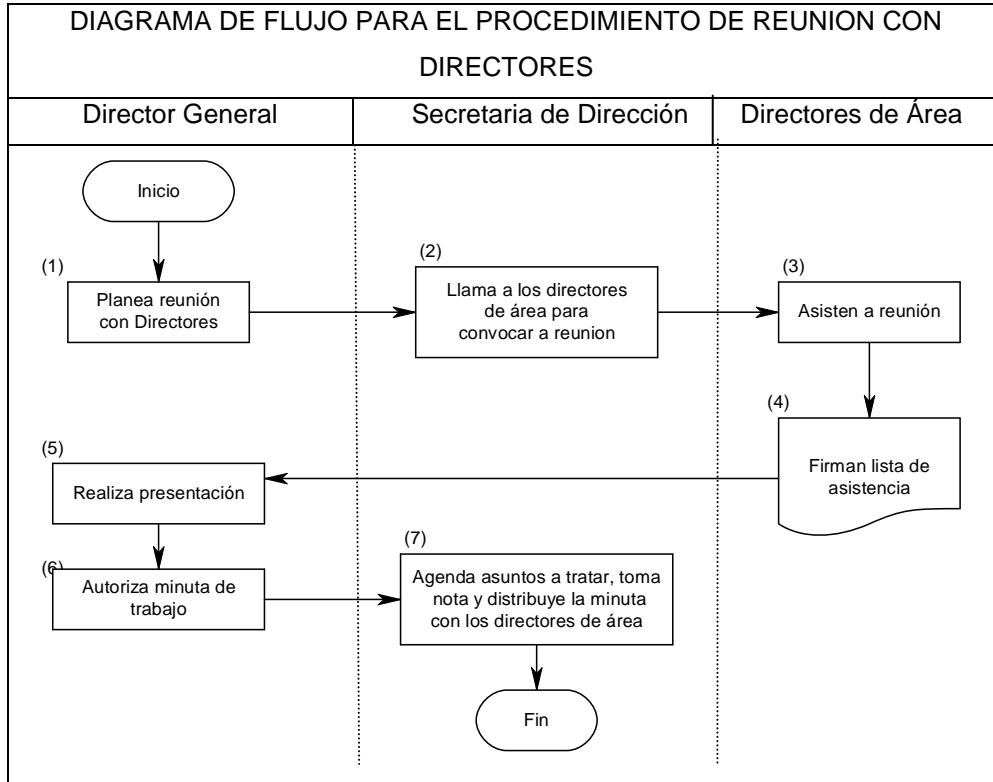 DIAGRAMA DE FLUJO PARA EL PROCEDIMIENTO DE REUNION CON
DIRECTORES
Director General
Secretaria de Dirección
Directores de Área
Inicio
(1)
Planea reunión
con Directores
(2)
Llama a los directores
de área para
convocar a reunion
(3)
Asisten a reunión
(4)
Firman lista de
asistencia
(5)
Realiza presentación
(6)
Autoriza minuta de
trabajo
(7)
Agenda asuntos a tratar, toma
nota y distribuye la minuta
con los directores de área
Fin